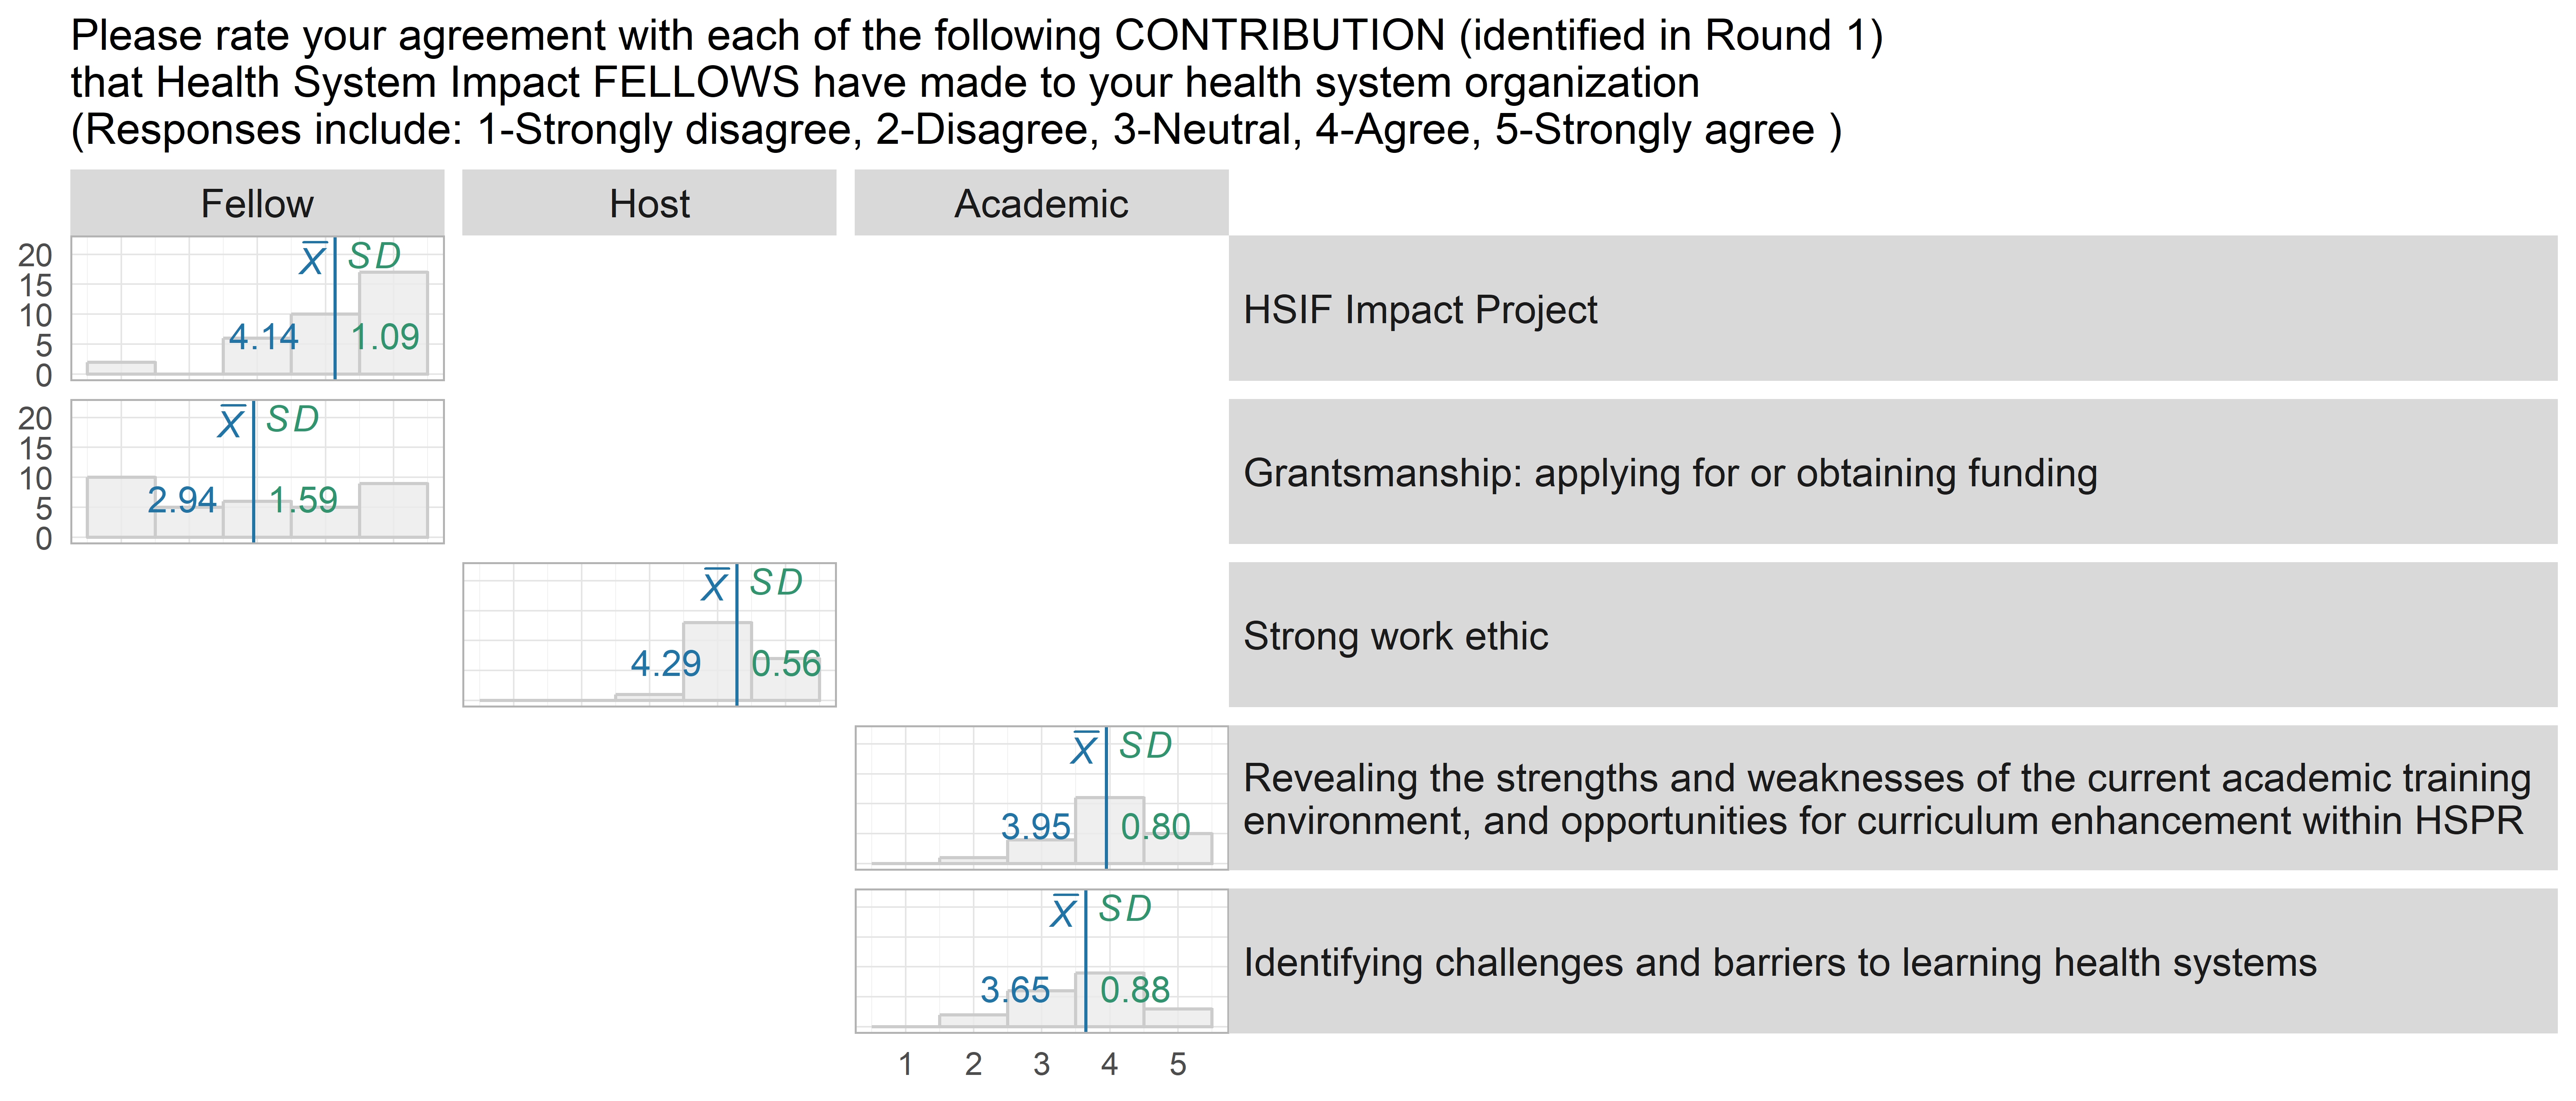 Please rate your agreement with each of the following CONTRIBUTION (identified in Round 1)
that Health System Impact FELLOWS have made to your health system organization
(Responses include: 1-Strongly disagree, 2-Disagree, 3-Neutral, 4-Agree, 5-Strongly agree )
Fellow Host Academic
20
15
10
5
0
X̅ SD
4.14 1.09
HSIF Impact Project
20
15
10
5
0
X̅ SD
2.94 1.59
Grantsmanship: applying for or obtaining funding
X̅ SD
4.29 0.56
Strong work ethic
X̅ SD
3.95 0.80
Revealing the strengths and weaknesses of the current academic training
environment, and opportunities for curriculum enhancement within HSPR
X̅ SD
3.65 0.88
Identifying challenges and barriers to learning health systems
1 2 3 4 5